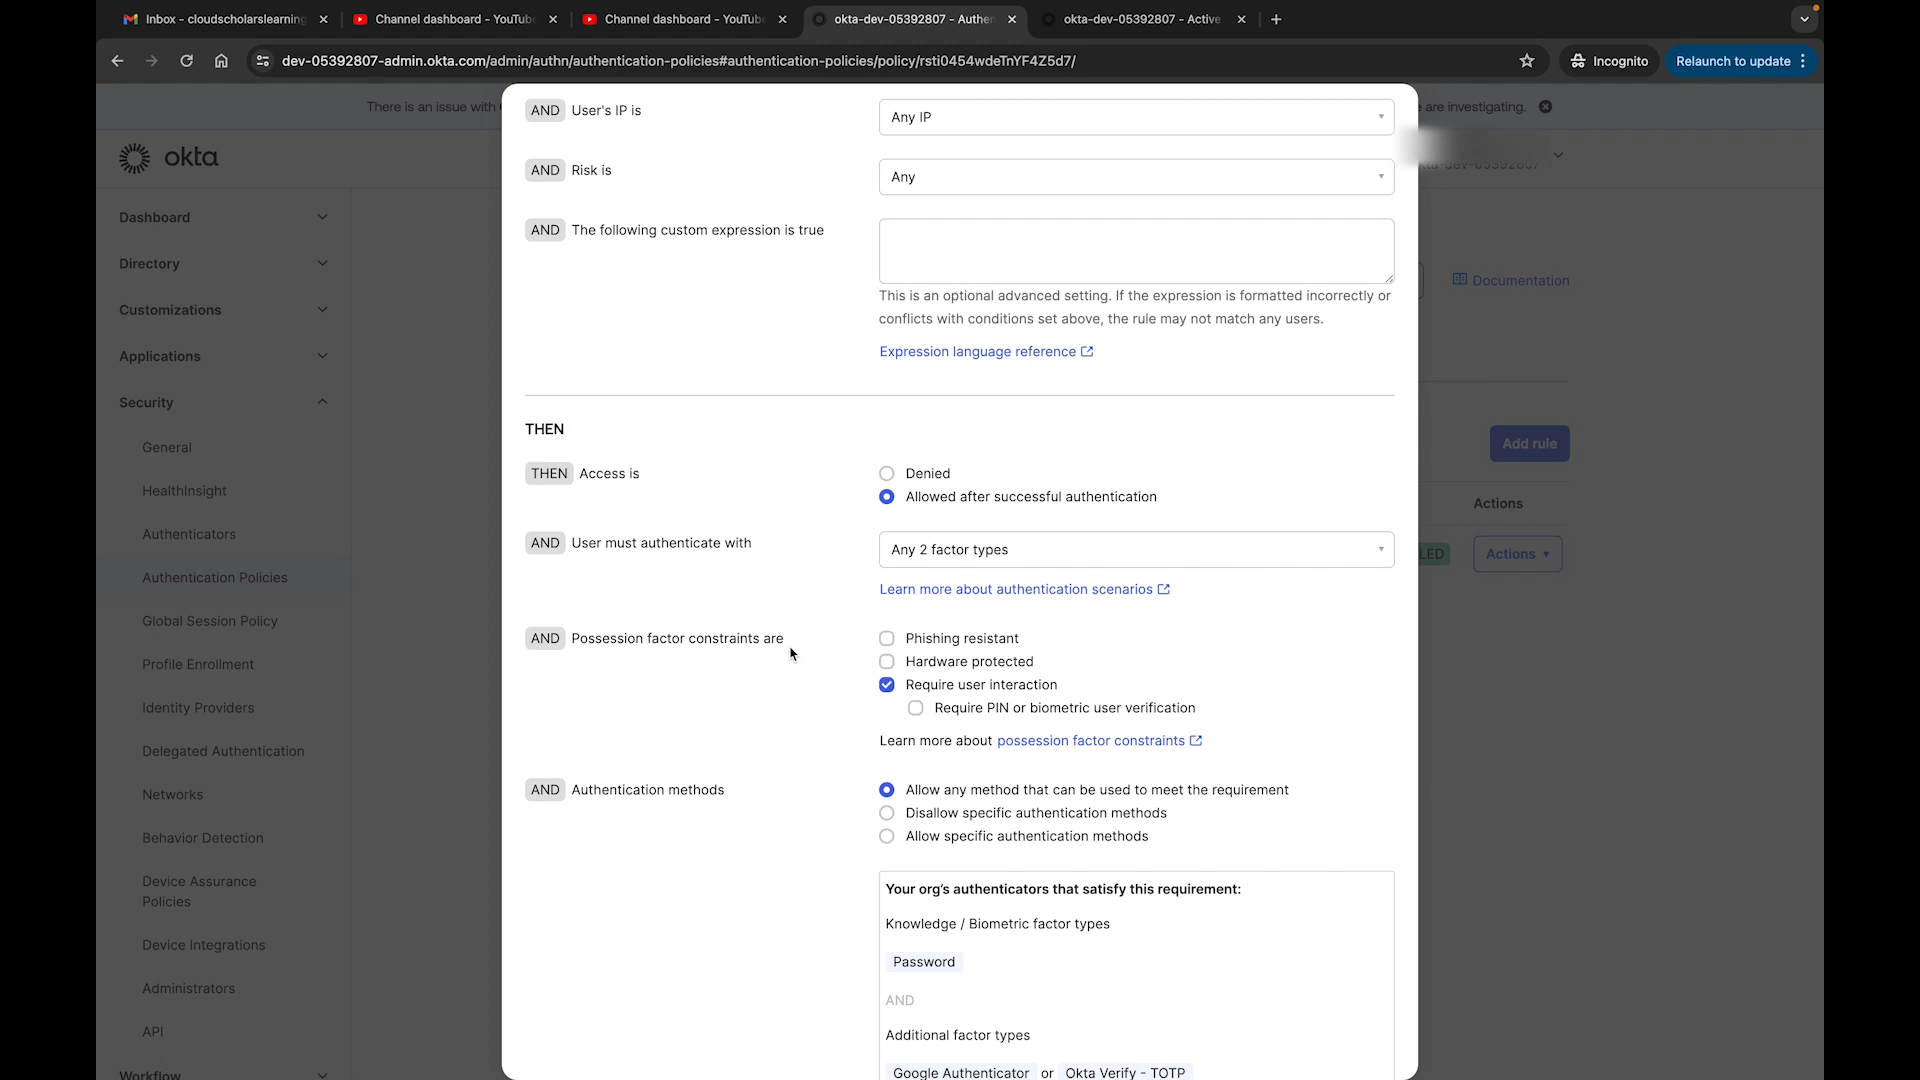 Inbox - cloudscholarslearning
Channel dashboard - YouTube
Channel dashboard - YouTube
okta-dev-05392807 - Authen
okta-dev-05392807 - Active
dev-05392807-admin.okta.com/admin/authn/authentication-policies#authentication-policies/policy/rsti0454wdeTnYF4Z5d7/
Incognito
Relaunch to update
There is an issue with
are investigating.
okta
okta-dev-05392807
Dashboard
Directory
Customizations
Applications
Security
General
HealthInsight
Authenticators
Authentication Policies
Global Session Policy
Profile Enrollment
Identity Providers
Delegated Authentication
Networks
Behavior Detection
Device Assurance
Policies
Device Integrations
Administrators
API
Workflow
AND User's IP is
Any IP
AND Risk is
Any
AND The following custom expression is true
This is an optional advanced setting. If the expression is formatted incorrectly or
conflicts with conditions set above, the rule may not match any users.
Expression language reference
THEN
THEN Access is
Denied
Allowed after successful authentication
AND User must authenticate with
Any 2 factor types
Learn more about authentication scenarios
AND Possession factor constraints are
Phishing resistant
Hardware protected
Require user interaction
Require PIN or biometric user verification
Learn more about possession factor constraints
AND Authentication methods
Allow any method that can be used to meet the requirement
Disallow specific authentication methods
Allow specific authentication methods
Your org's authenticators that satisfy this requirement:
Knowledge / Biometric factor types
Password
AND
Additional factor types
Google Authenticator or Okta Verify - TOTP
Documentation
Add rule
Actions
LED
Actions